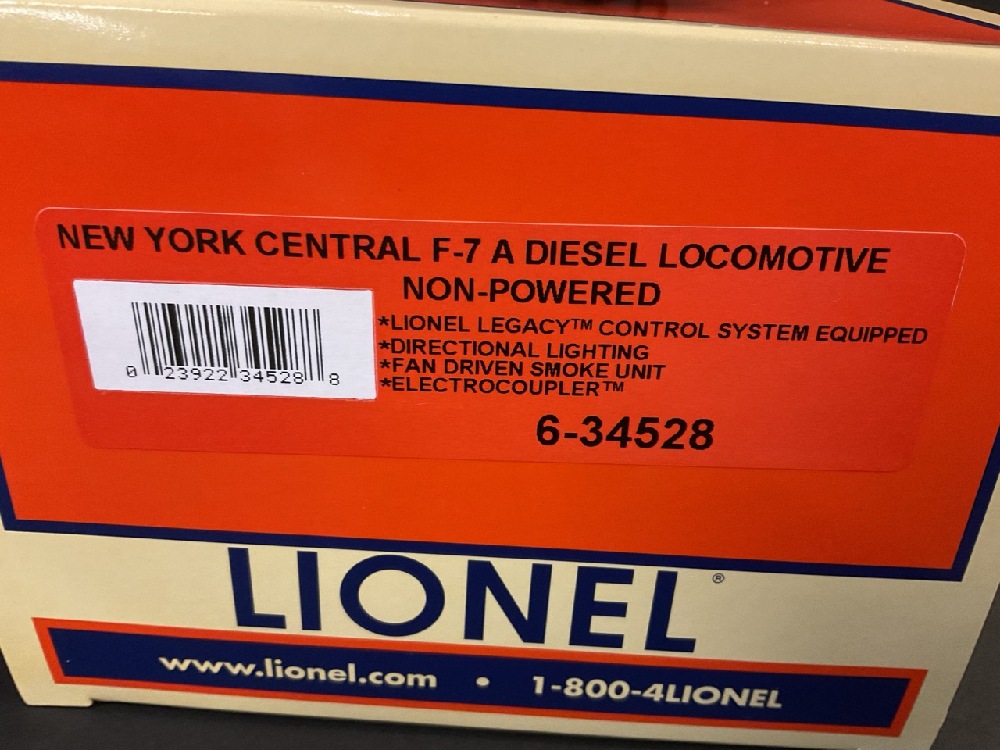 NEW YORK CENTRAL F-7 A DIESEL LOCOMOTIVE
NON-POWERED
*LIONEL LEGACY™ CONTROL SYSTEM EQUIPPED
*DIRECTIONAL LIGHTING
*FAN DRIVEN SMOKE UNIT
*ELECTROCOUPLER™
0 23922 34528 8
6-34528
LIONEL®
www.lionel.com • 1-800-4LIONEL